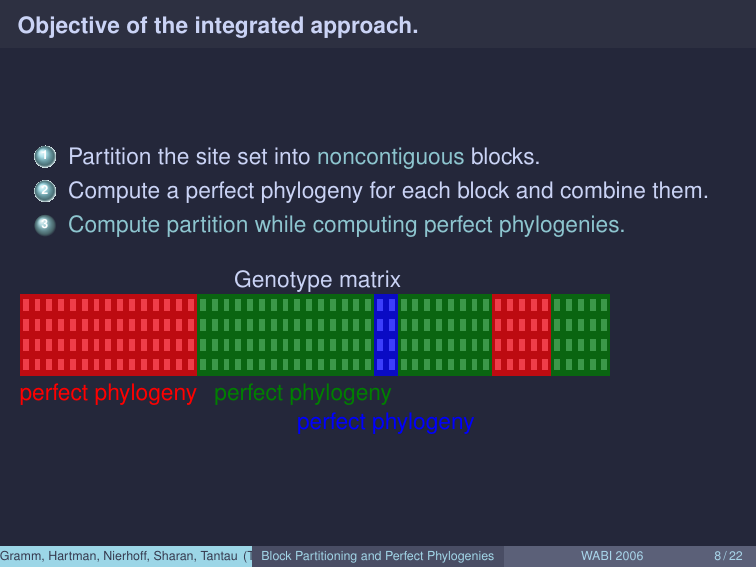 Objective of the integrated approach.
1 Partition the site set into noncontiguous blocks.
2 Compute a perfect phylogeny for each block and combine them.
3 Compute partition while computing perfect phylogenies.
Genotype matrix
perfect phylogeny perfect phylogeny
perfect phylogeny
Gramm, Hartman, Nierhoff, Sharan, Tantau (T Block Partitioning and Perfect Phylogenies WABI 2006 8 / 22